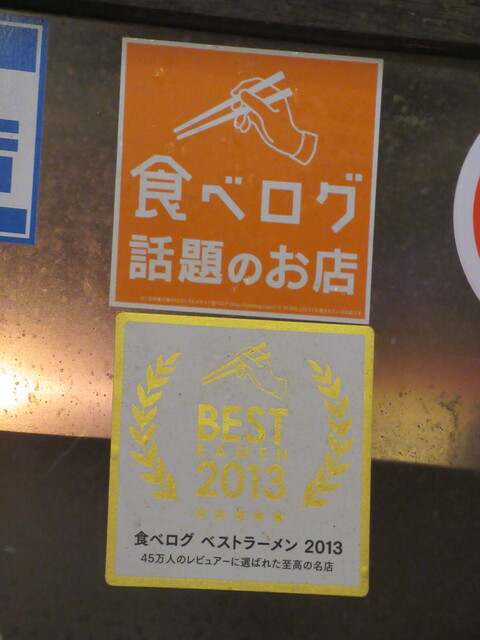 食べログ
話題のお店
BEST
RAMEN
2013
食べログ ベストラーメン 2013
45万人のレビュアーに選ばれた至高の名店